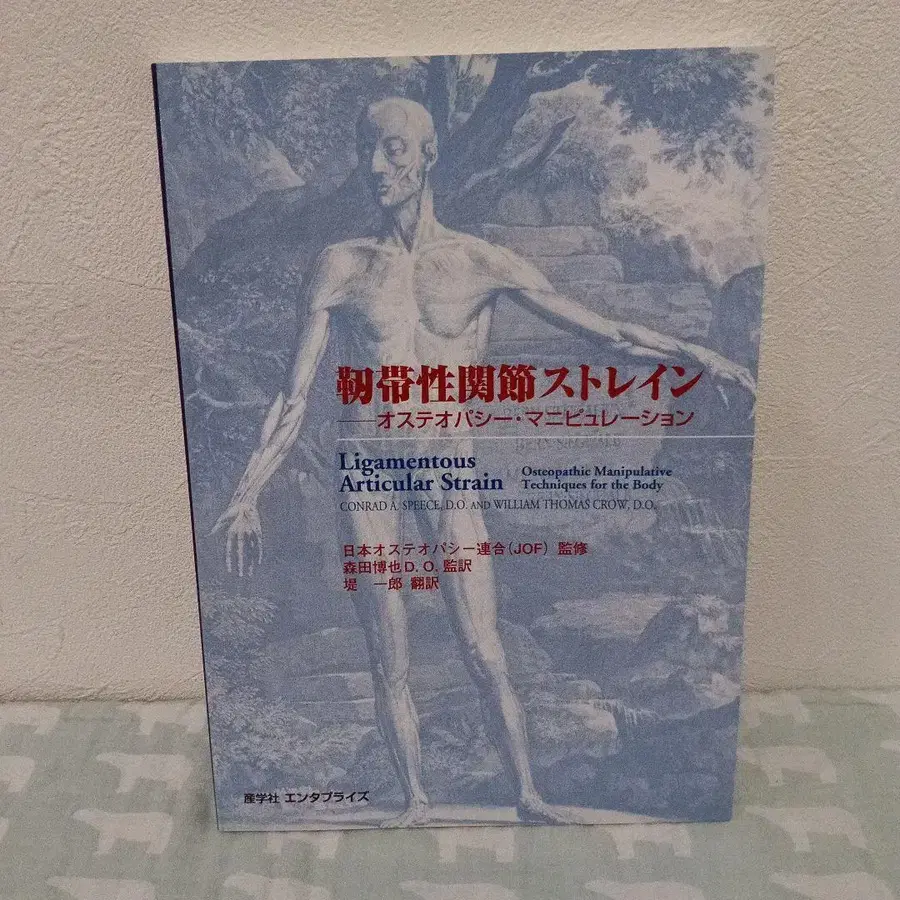 靭帯性関節ストレイン
──オステオパシー・マニピュレーション
Ligamentous
Articular Strain
Osteopathic Manipulative
Techniques for the Body
CONRAD A. SPEECE, D.O. AND WILLIAM THOMAS CROW, D.O.
日本オステオパシー連合(JOF) 監修
森田博也D.O.監訳
堤 一郎 翻訳
産学社 エンタプライズ